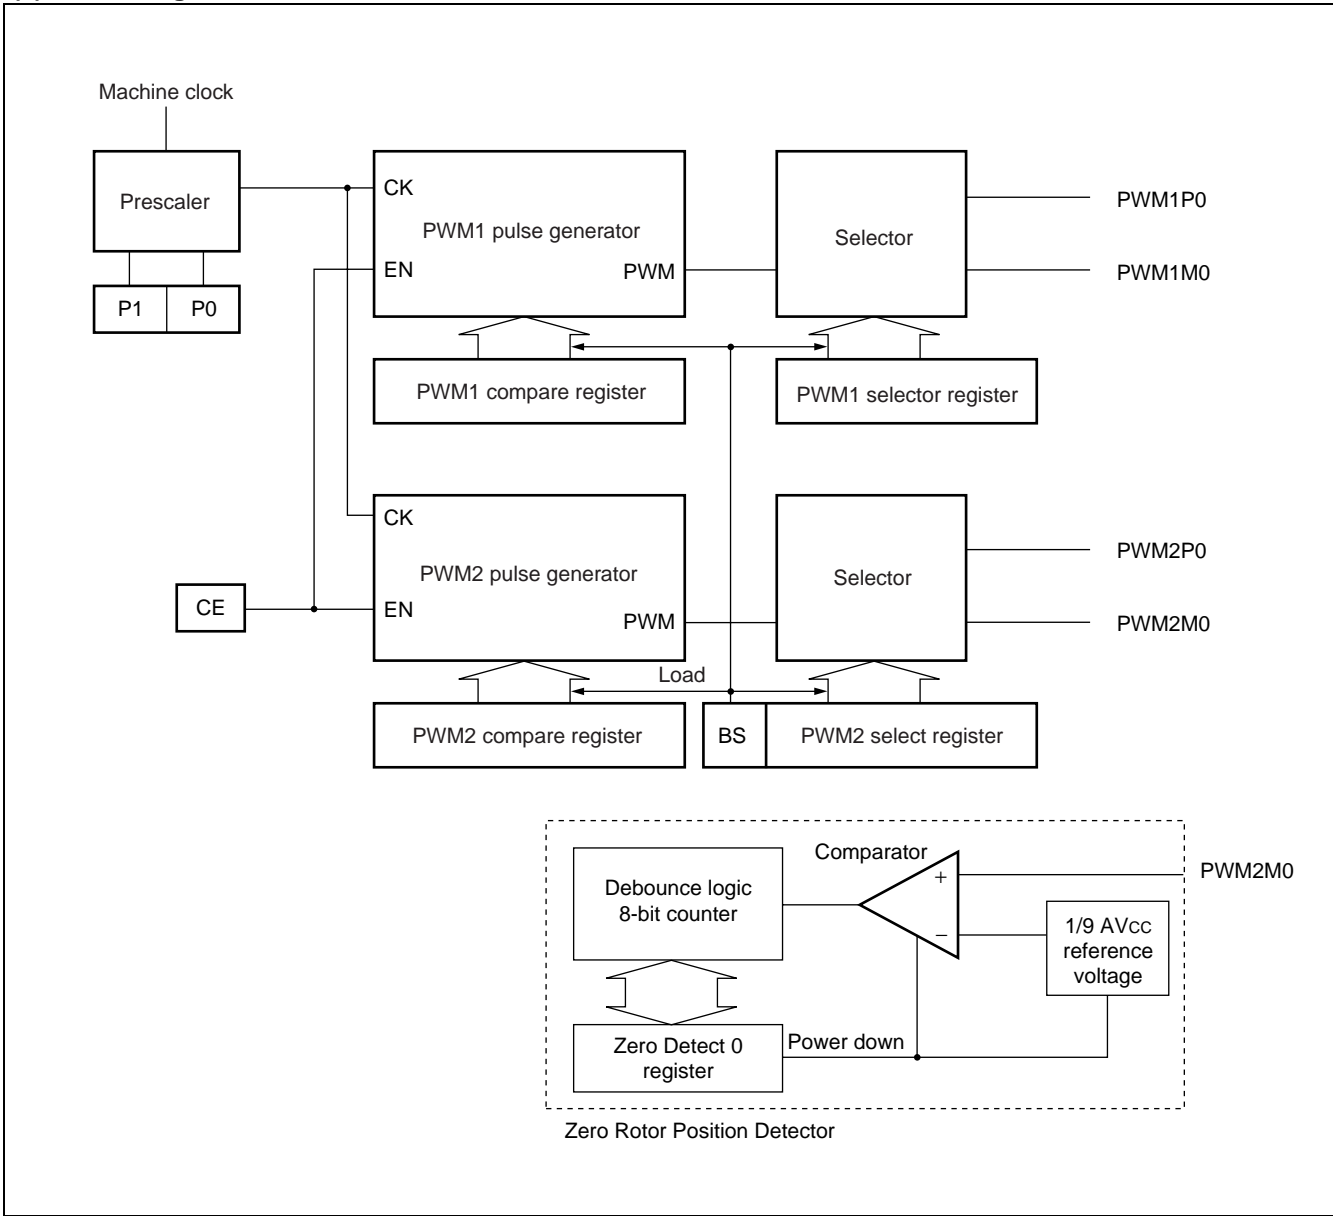 Machine clock
Prescaler
P1
P0
CK
PWM1 pulse generator
EN
PWM
Selector
PWM1P0
PWM1M0
PWM1 compare register
PWM1 selector register
CK
PWM2 pulse generator
EN
PWM
CE
Selector
PWM2P0
PWM2M0
Load
PWM2 compare register
BS
PWM2 select register
Comparator
Debounce logic
8-bit counter
+
−
PWM2M0
1/9 AVCC
reference
voltage
Zero Detect 0
register
Power down
Zero Rotor Position Detector